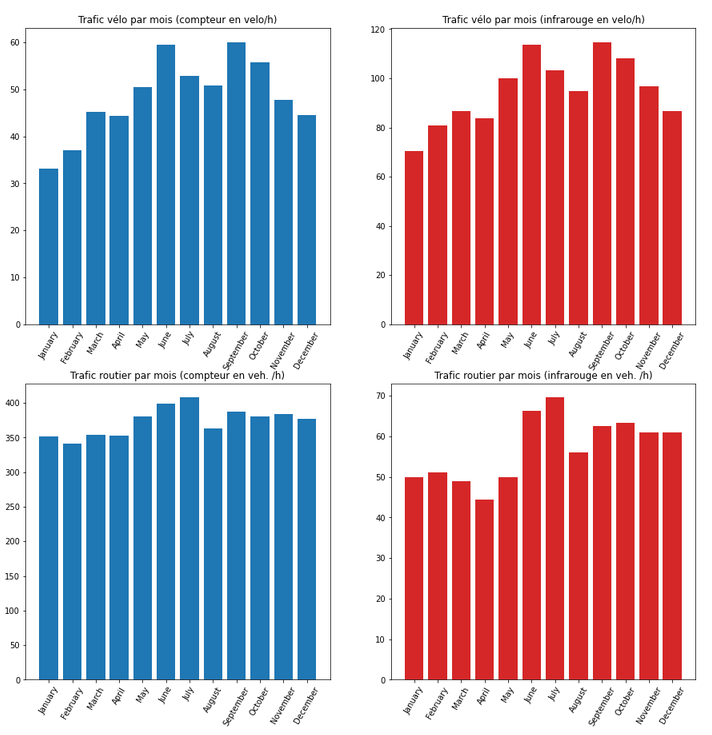 Trafic vélo par mois (compteur en velo/h)
60
50
40
30
20
10
0
January
February
March
April
May
June
July
August
September
October
November
December
Trafic vélo par mois (infrarouge en velo/h)
120
100
80
60
40
20
0
January
February
March
April
May
June
July
August
September
October
November
December
Trafic routier par mois (compteur en veh. /h)
400
350
300
250
200
150
100
50
0
January
February
March
April
May
June
July
August
September
October
November
December
Trafic routier par mois (infrarouge en veh. /h)
70
60
50
40
30
20
10
0
January
February
March
April
May
June
July
August
September
October
November
December